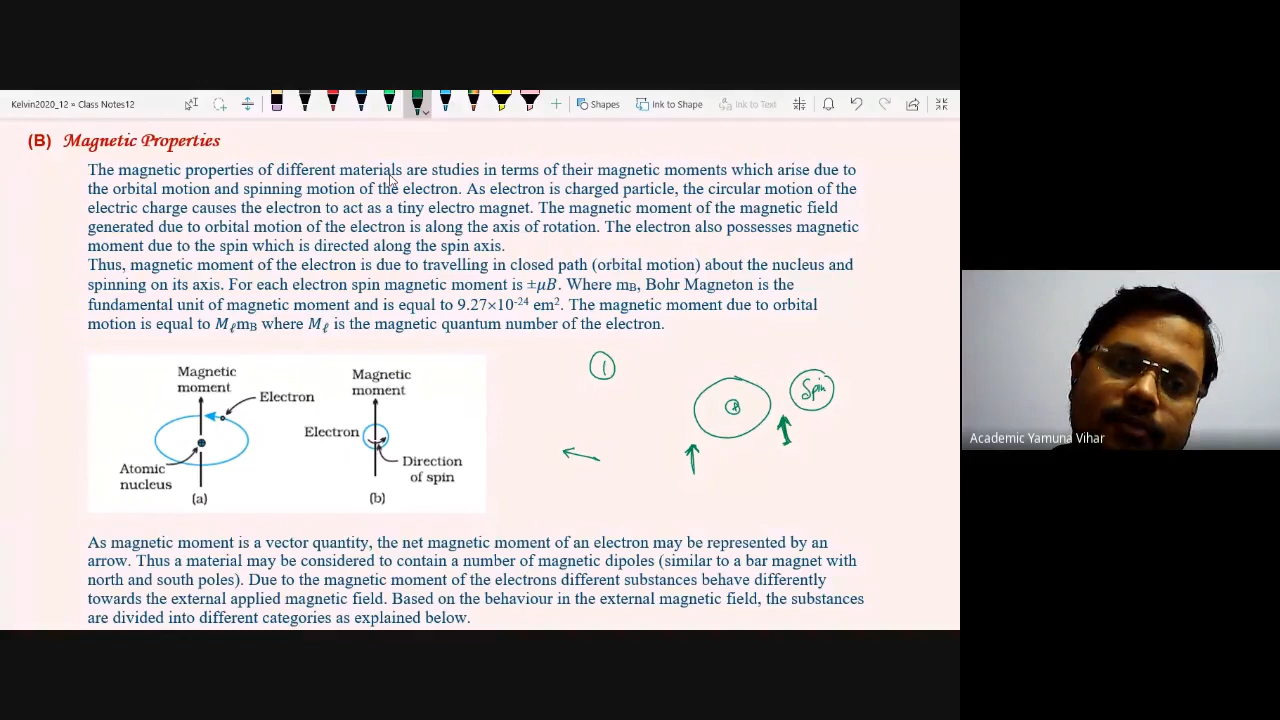 Kelvin2020_12 » Class Notes12
Shapes
Ink to Shape
Ink to Text
(B) Magnetic Properties
The magnetic properties of different materials are studies in terms of their magnetic moments which arise due to
the orbital motion and spinning motion of the electron. As electron is charged particle, the circular motion of the
electric charge causes the electron to act as a tiny electro magnet. The magnetic moment of the magnetic field
generated due to orbital motion of the electron is along the axis of rotation. The electron also possesses magnetic
moment due to the spin which is directed along the spin axis.
Thus, magnetic moment of the electron is due to travelling in closed path (orbital motion) about the nucleus and
spinning on its axis. For each electron spin magnetic moment is ±μB. Where mB, Bohr Magneton is the
fundamental unit of magnetic moment and is equal to 9.27×10⁻²⁴ em². The magnetic moment due to orbital
motion is equal to MℓmB where Mℓ is the magnetic quantum number of the electron.
Magnetic
moment
Electron
Atomic
nucleus
(a)
Magnetic
moment
Electron
Direction
of spin
(b)
1
Spin
As magnetic moment is a vector quantity, the net magnetic moment of an electron may be represented by an
arrow. Thus a material may be considered to contain a number of magnetic dipoles (similar to a bar magnet with
north and south poles). Due to the magnetic moment of the electrons different substances behave differently
towards the external applied magnetic field. Based on the behaviour in the external magnetic field, the substances
are divided into different categories as explained below.
Academic Yamuna Vihar